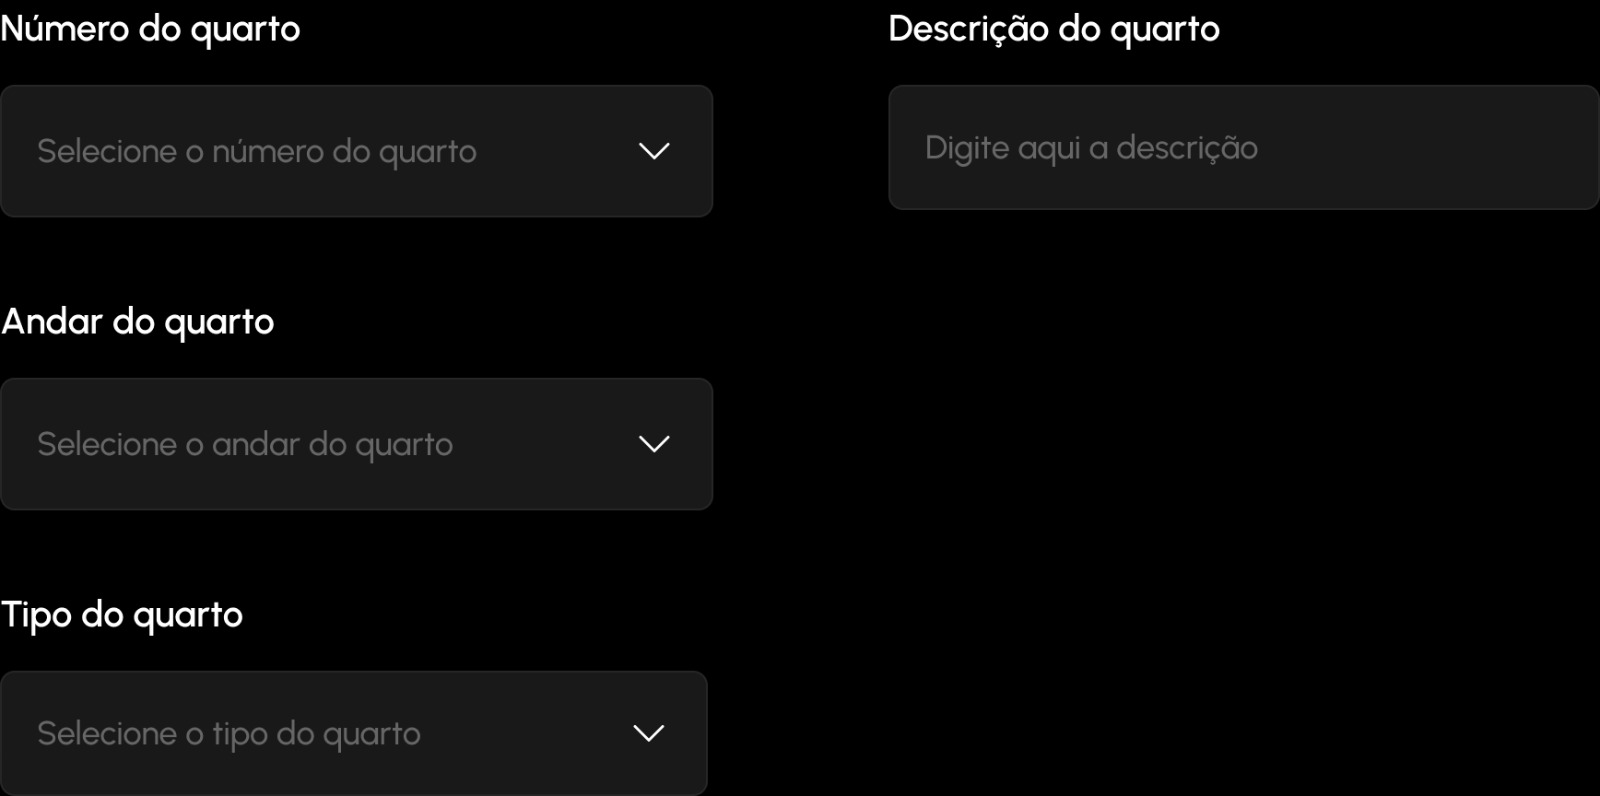 Número do quarto
Selecione o número do quarto
Andar do quarto
Selecione o andar do quarto
Tipo do quarto
Selecione o tipo do quarto
Descrição do quarto
Digite aqui a descrição